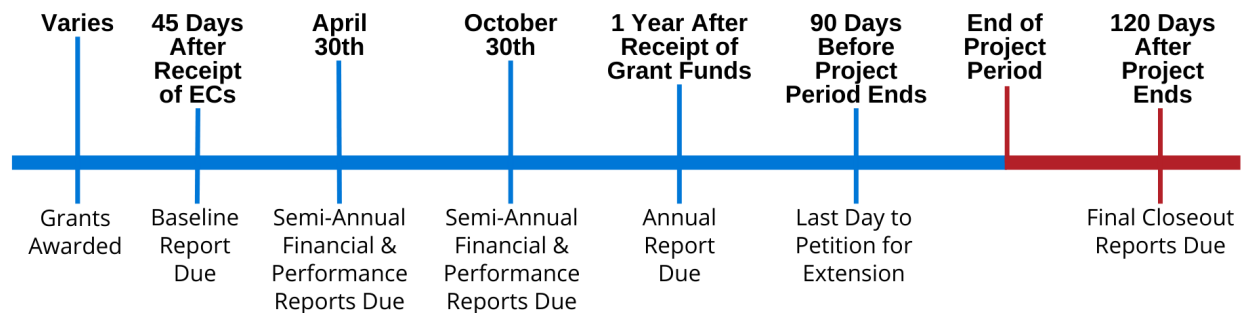 Varies
45 Days
After
Receipt
of ECs
April
30th
October
30th
1 Year After
Receipt of
Grant Funds
90 Days
Before
Project
Period Ends
End of
Project
Period
120 Days
After
Project
Ends
Grants
Awarded
Baseline
Report
Due
Semi-Annual
Financial &
Performance
Reports Due
Semi-Annual
Financial &
Performance
Reports Due
Annual
Report
Due
Last Day to
Petition for
Extension
Final Closeout
Reports Due